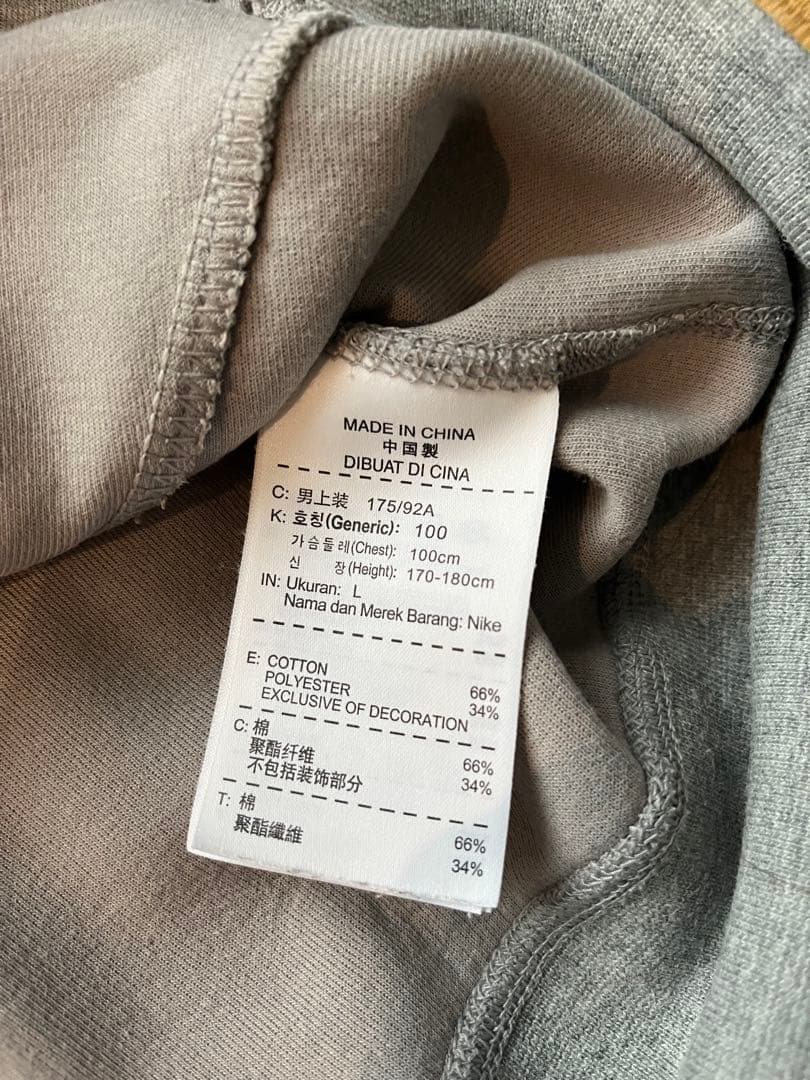 MADE IN CHINA
中国製
DIBUAT DI CINA
C: 男上装 175/92A
K: 호칭(Generic): 100
가슴둘레(Chest): 100cm
신 장(Height): 170-180cm
IN: Ukuran: L
Nama dan Merek Barang: Nike
E: COTTON 66%
POLYESTER 34%
EXCLUSIVE OF DECORATION
C: 棉 66%
聚酯纤维 34%
不包括装饰部分
T: 棉 66%
聚酯纖維 34%